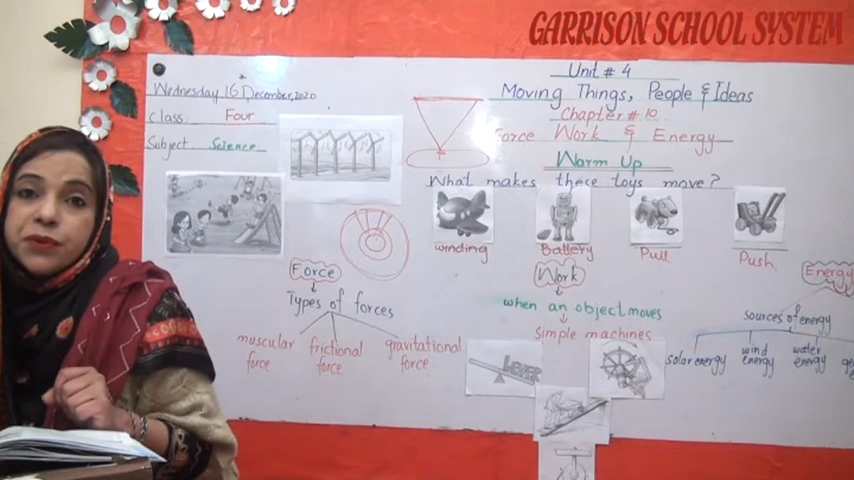 GARRISON SCHOOL SYSTEM
Unit # 4
Moving Things, People & Ideas
Chapter # 10
Force Work & Energy
Warm Up
What makes these toys move?
Wednesday 16 December, 2020
Class Four
Subject Science
winding
Battery
Pull
Push
Force
Types of forces
muscular force
frictional force
gravitational force
Work
when an object moves
Simple machines
LEVER
Energy
sources of energy
solar energy
wind energy
water energy